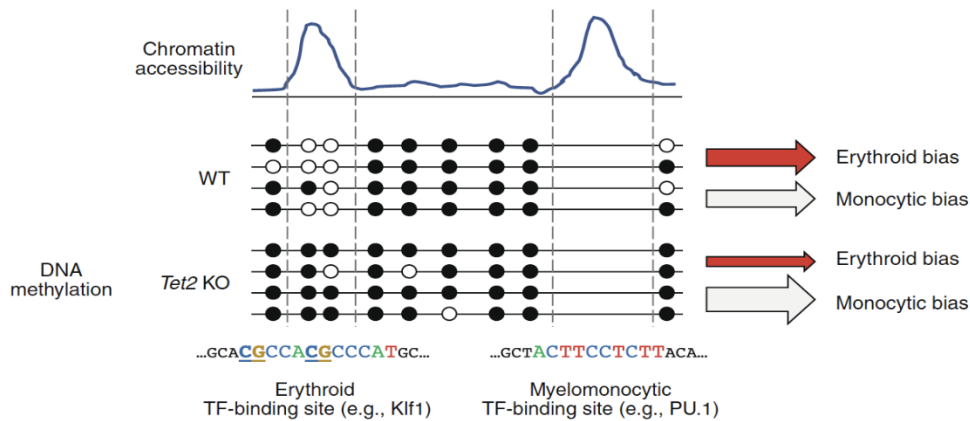 Chromatin
accessibility
WT
Erythroid bias
Monocytic bias
DNA
methylation
Tet2 KO
Erythroid bias
Monocytic bias
...GCACGCCACGCCCATGC...
...GCTACTTCCTCTTACA...
Erythroid
TF-binding site (e.g., Klf1)
Myelomonocytic
TF-binding site (e.g., PU.1)